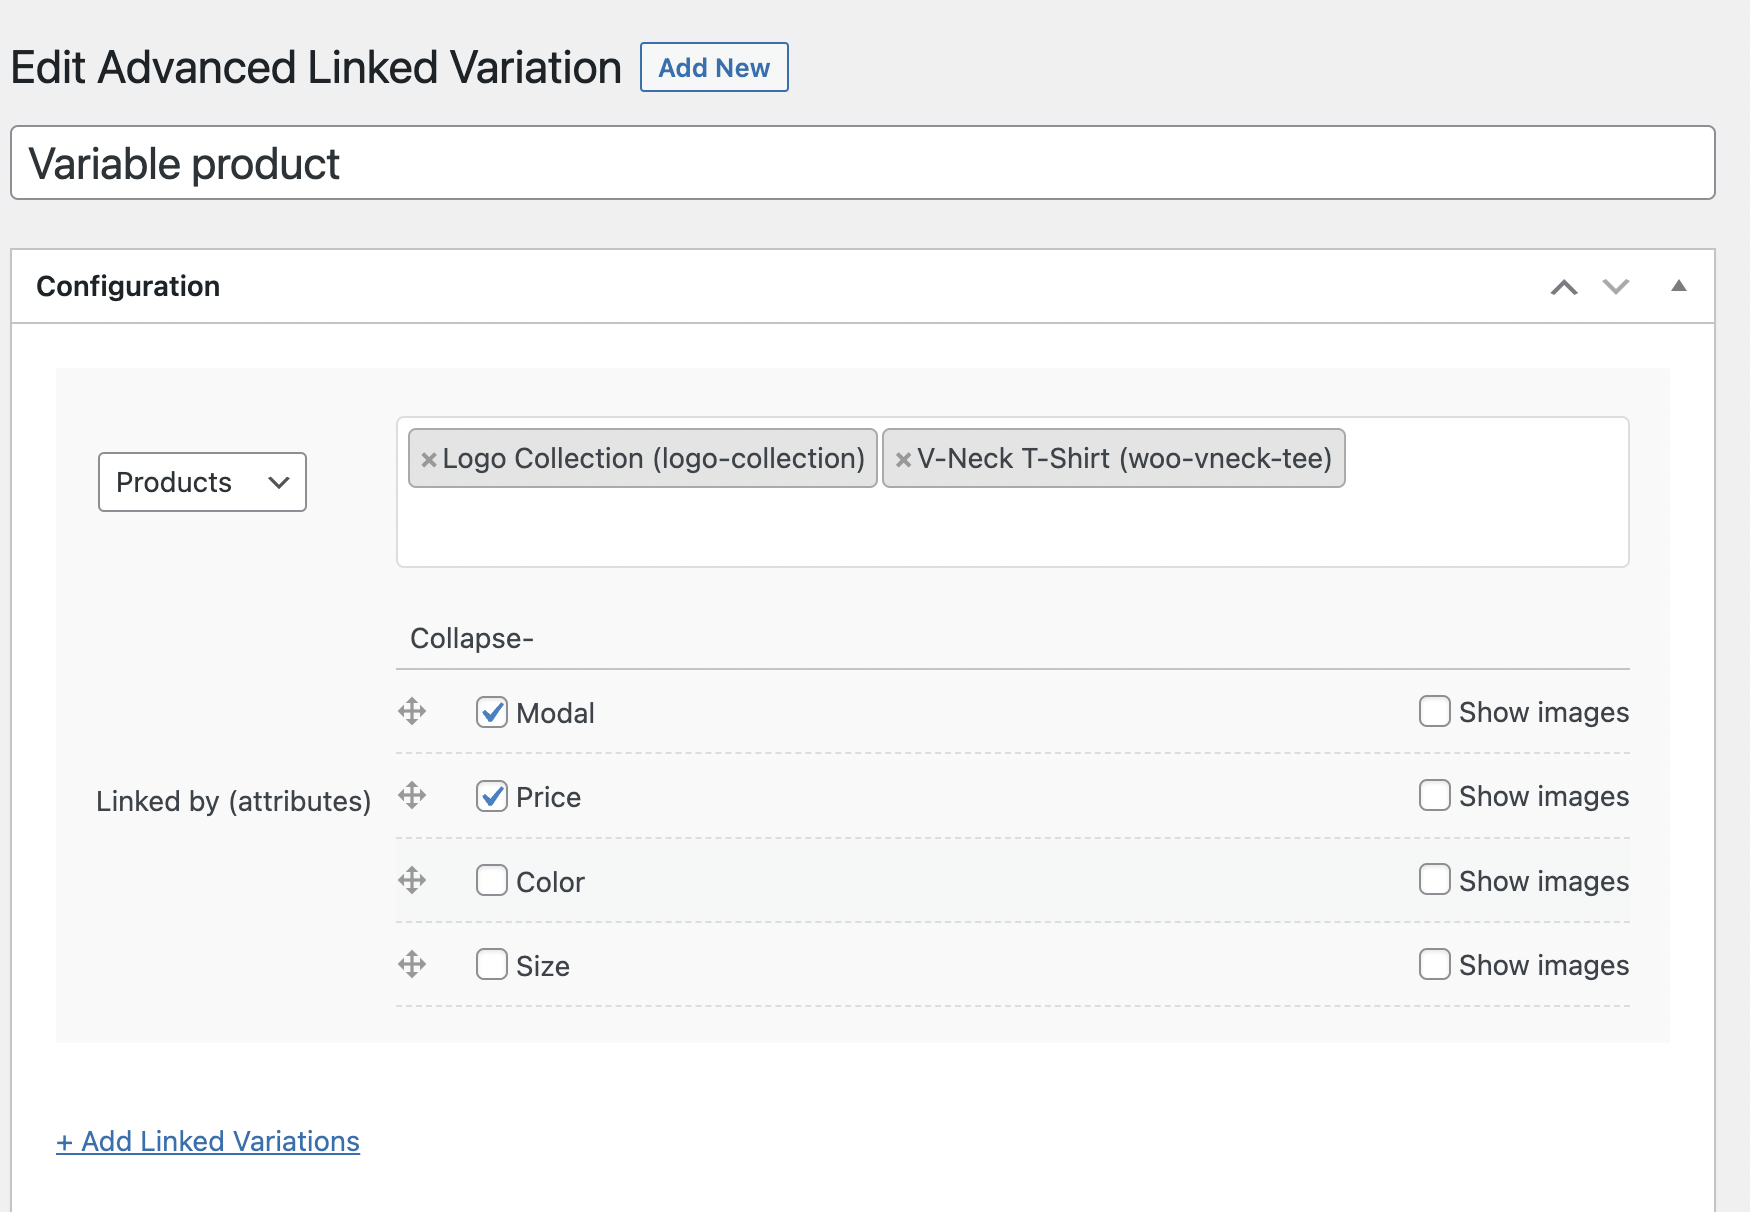 Edit Advanced Linked Variation Add New
Variable product
Configuration
Products
×Logo Collection (logo-collection) ×V-Neck T-Shirt (woo-vneck-tee)
Collapse-
Linked by (attributes)
Modal Show images
Price Show images
Color Show images
Size Show images
+ Add Linked Variations